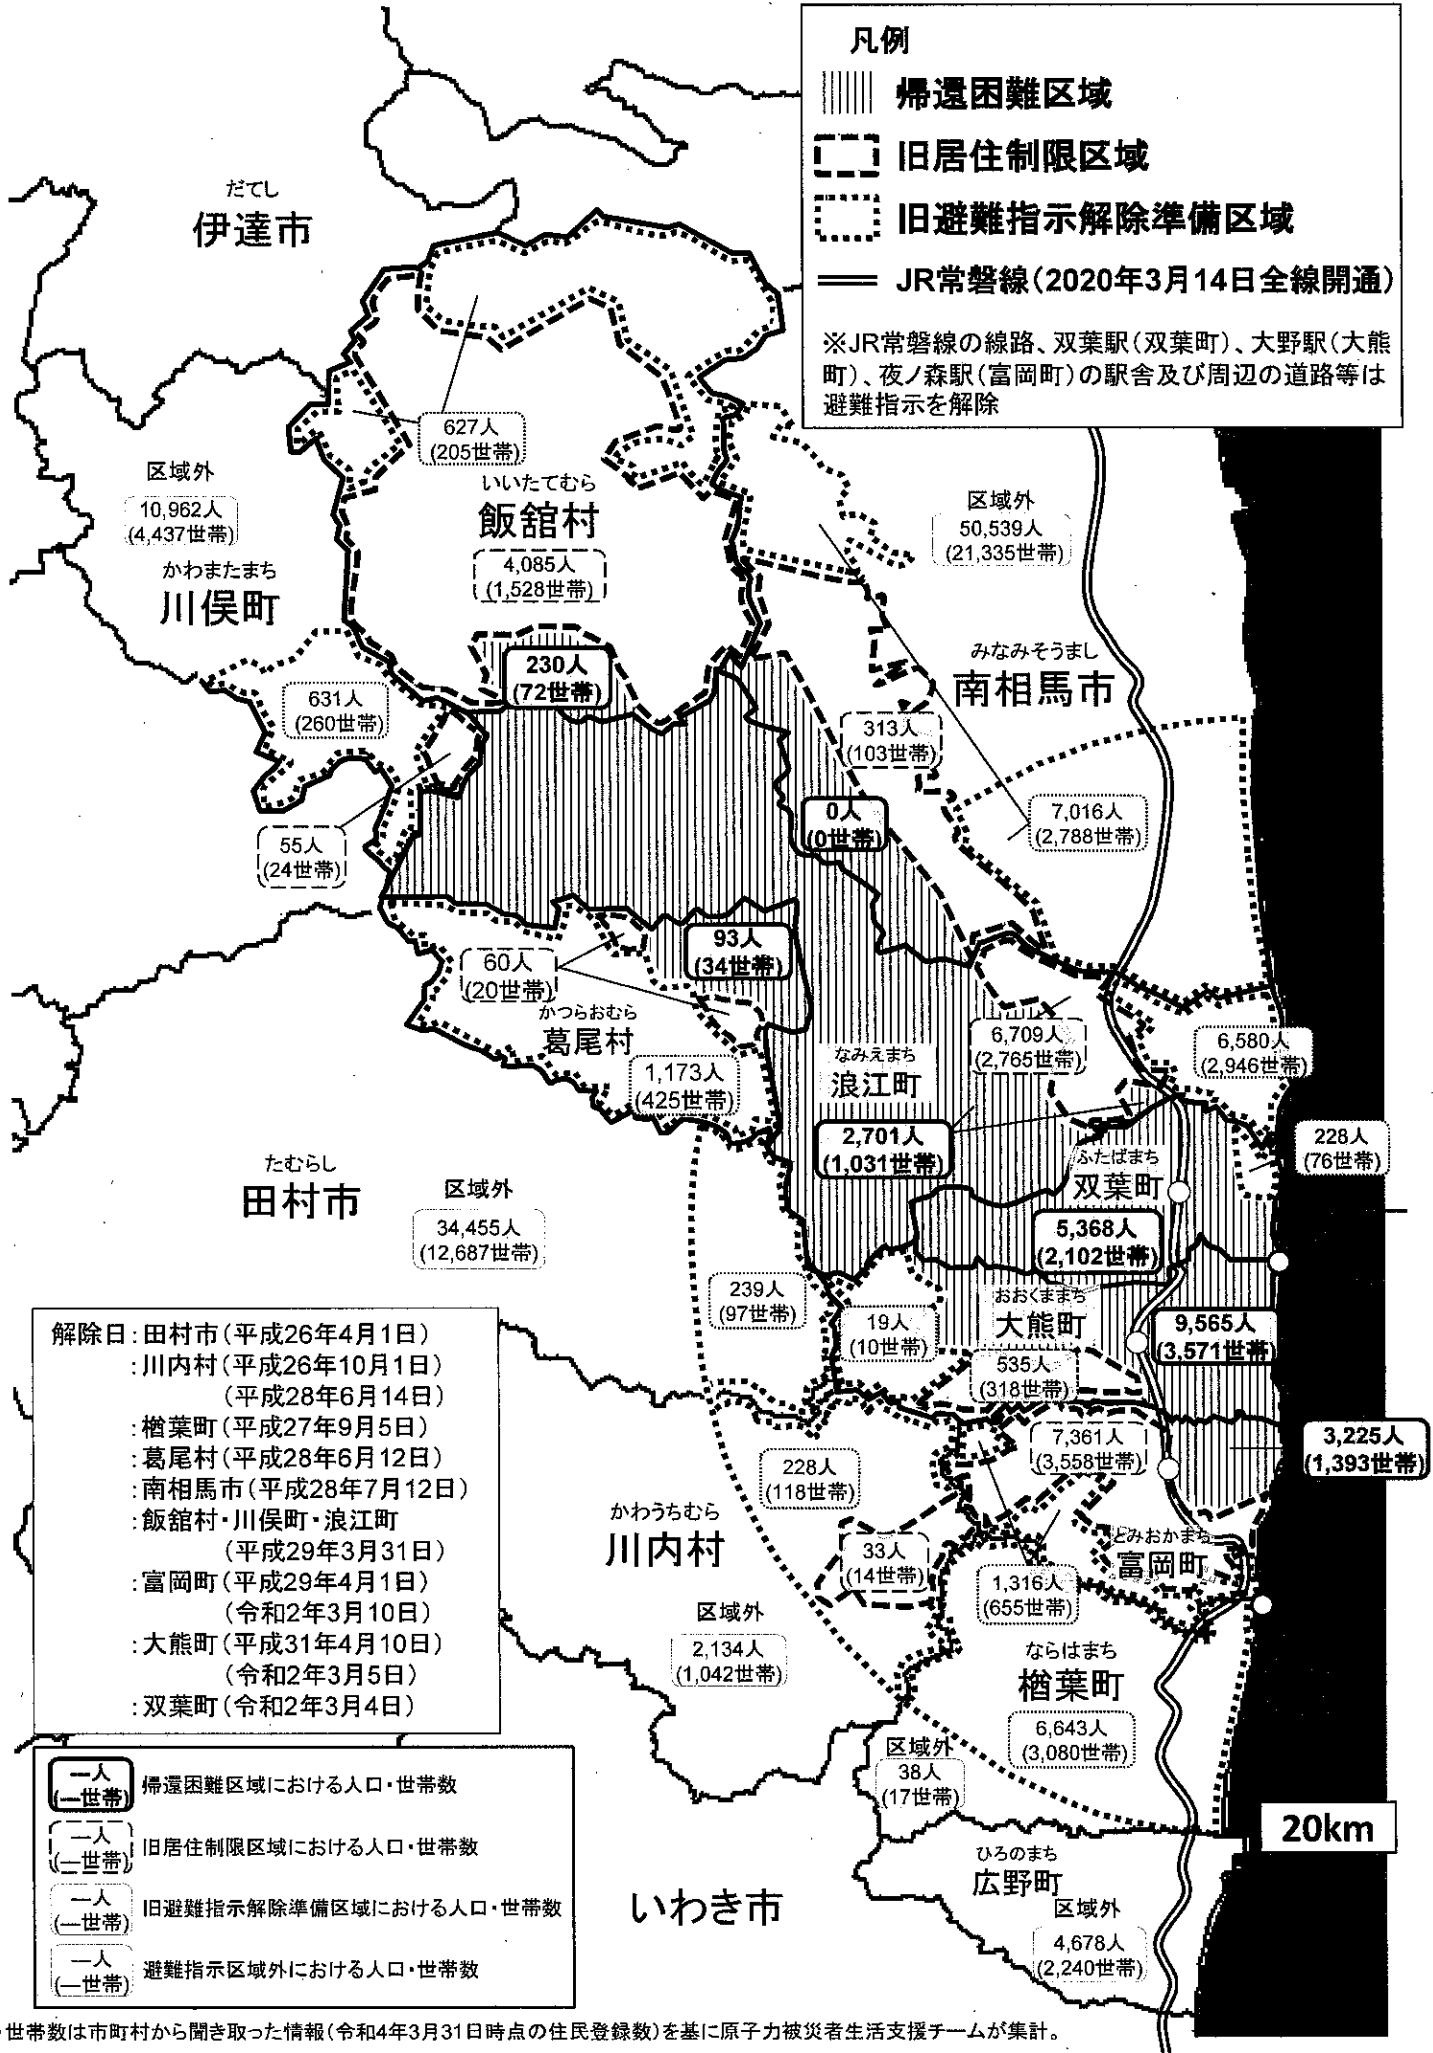 凡例
帰還困難区域
旧居住制限区域
旧避難指示解除準備区域
JR常磐線(2020年3月14日全線開通)
※JR常磐線の線路、双葉駅(双葉町)、大野駅(大熊
町)、夜ノ森駅(富岡町)の駅舎及び周辺の道路等は
避難指示を解除
だてし
伊達市
627人
(205世帯)
区域外
10,962人
(4,437世帯)
かわまたまち
川俣町
いいたてむら
飯舘村
4,085人
(1,528世帯)
区域外
50,539人
(21,335世帯)
みなみそうまし
南相馬市
230人
(72世帯)
631人
(260世帯)
313人
(103世帯)
0人
(0世帯)
7,016人
(2,788世帯)
55人
(24世帯)
93人
(34世帯)
60人
(20世帯)
かつらおむら
葛尾村
1,173人
(425世帯)
なみえまち
浪江町
6,709人
(2,765世帯)
6,580人
(2,946世帯)
2,701人
(1,031世帯)
228人
(76世帯)
ふたばまち
双葉町
5,368人
(2,102世帯)
たむらし
田村市
区域外
34,455人
(12,687世帯)
239人
(97世帯)
19人
(10世帯)
おおくままち
大熊町
9,565人
(3,571世帯)
535人
(318世帯)
7,361人
(3,558世帯)
3,225人
(1,393世帯)
228人
(118世帯)
かわうちむら
川内村
33人
(14世帯)
とみおかまち
富岡町
1,316人
(655世帯)
区域外
2,134人
(1,042世帯)
ならはまち
楢葉町
6,643人
(3,080世帯)
区域外
38人
(17世帯)
20km
ひろのまち
広野町
区域外
4,678人
(2,240世帯)
いわき市
解除日:田村市(平成26年4月1日)
:川内村(平成26年10月1日)
(平成28年6月14日)
:楢葉町(平成27年9月5日)
:葛尾村(平成28年6月12日)
:南相馬市(平成28年7月12日)
:飯舘村・川俣町・浪江町
(平成29年3月31日)
:富岡町(平成29年4月1日)
(令和2年3月10日)
:大熊町(平成31年4月10日)
(令和2年3月5日)
:双葉町(令和2年3月4日)
―人
(―世帯)
帰還困難区域における人口・世帯数
―人
(―世帯)
旧居住制限区域における人口・世帯数
―人
(―世帯)
旧避難指示解除準備区域における人口・世帯数
―人
(―世帯)
避難指示区域外における人口・世帯数
・世帯数は市町村から聞き取った情報(令和4年3月31日時点の住民登録数)を基に原子力被災者生活支援チームが集計。